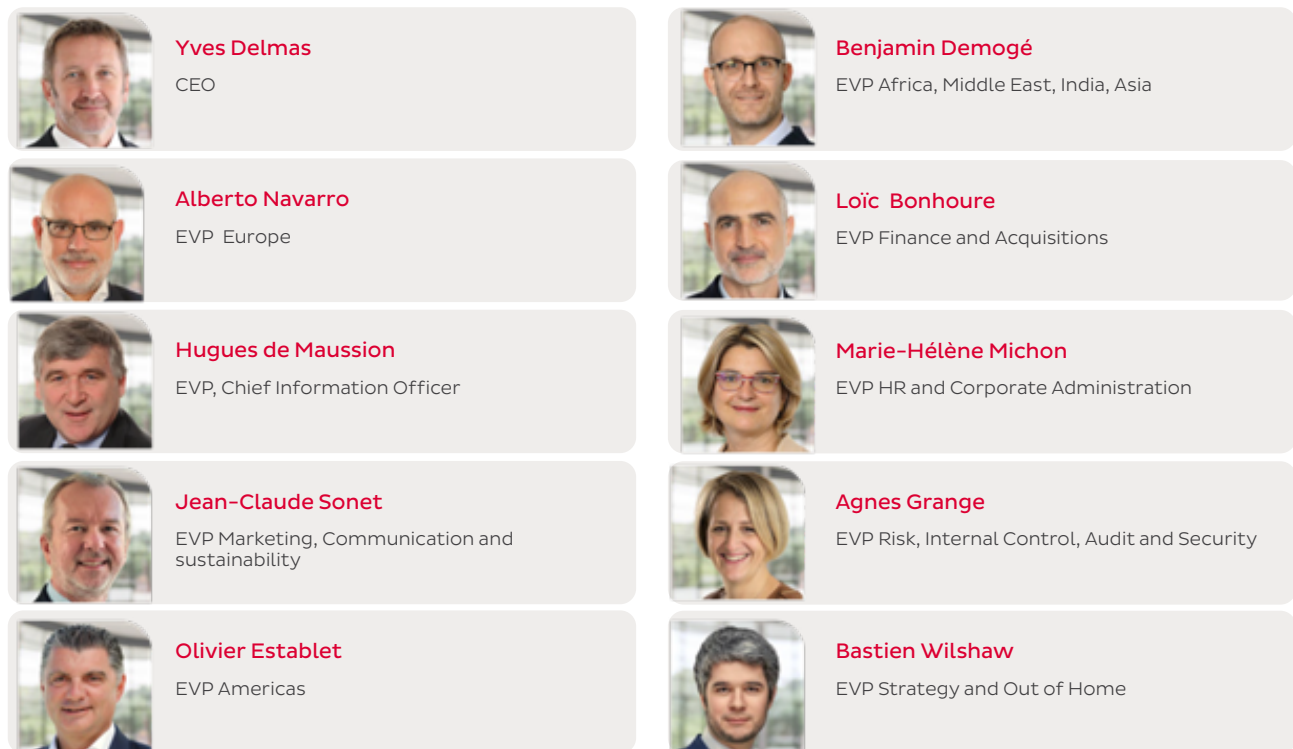 Yves Delmas
CEO
Benjamin Demogé
EVP Africa, Middle East, India, Asia
Alberto Navarro
EVP Europe
Loïc Bonhoure
EVP Finance and Acquisitions
Hugues de Maussion
EVP, Chief Information Officer
Marie-Hélène Michon
EVP HR and Corporate Administration
Jean-Claude Sonet
EVP Marketing, Communication and
sustainability
Agnes Grange
EVP Risk, Internal Control, Audit and Security
Olivier Establet
EVP Americas
Bastien Wilshaw
EVP Strategy and Out of Home